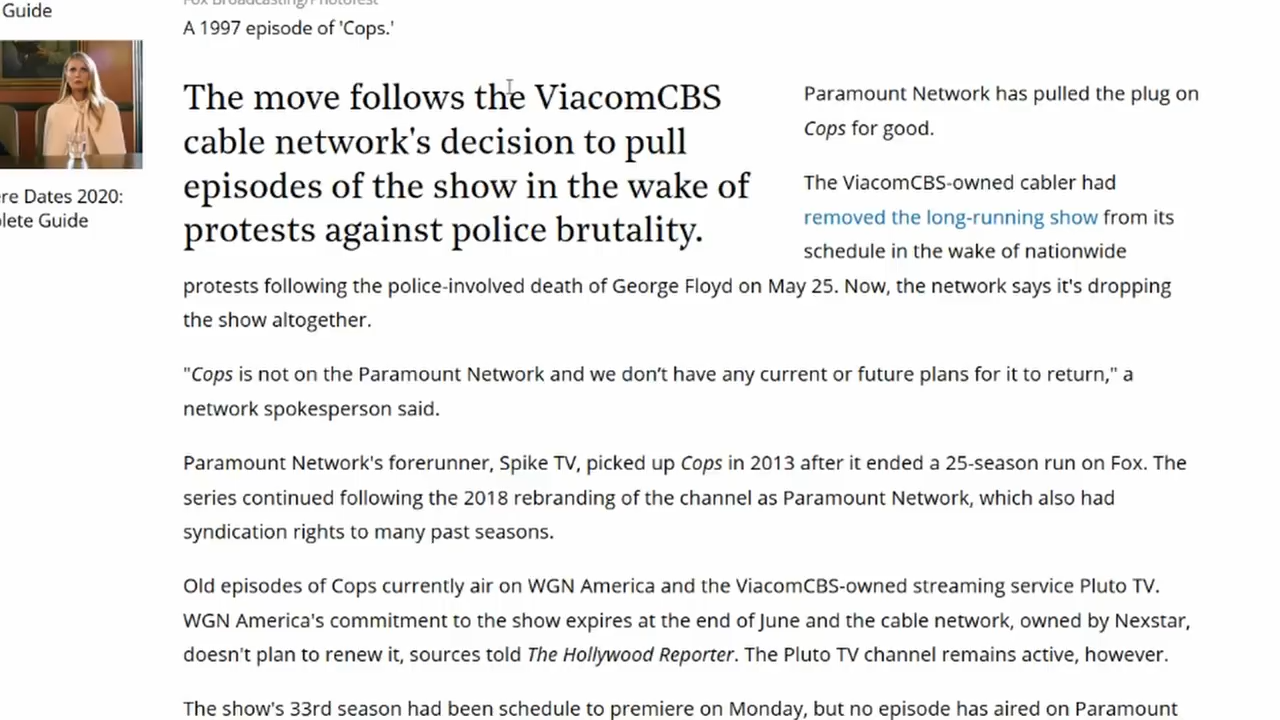 Guide
re Dates 2020:
lete Guide
Fox Broadcasting/Photofest
A 1997 episode of 'Cops.'
The move follows the ViacomCBS
cable network's decision to pull
episodes of the show in the wake of
protests against police brutality.
Paramount Network has pulled the plug on
Cops for good.
The ViacomCBS-owned cabler had
removed the long-running show from its
schedule in the wake of nationwide
protests following the police-involved death of George Floyd on May 25. Now, the network says it's dropping
the show altogether.
"Cops is not on the Paramount Network and we don’t have any current or future plans for it to return," a
network spokesperson said.
Paramount Network's forerunner, Spike TV, picked up Cops in 2013 after it ended a 25-season run on Fox. The
series continued following the 2018 rebranding of the channel as Paramount Network, which also had
syndication rights to many past seasons.
Old episodes of Cops currently air on WGN America and the ViacomCBS-owned streaming service Pluto TV.
WGN America's commitment to the show expires at the end of June and the cable network, owned by Nexstar,
doesn't plan to renew it, sources told The Hollywood Reporter. The Pluto TV channel remains active, however.
The show's 33rd season had been schedule to premiere on Monday, but no episode has aired on Paramount